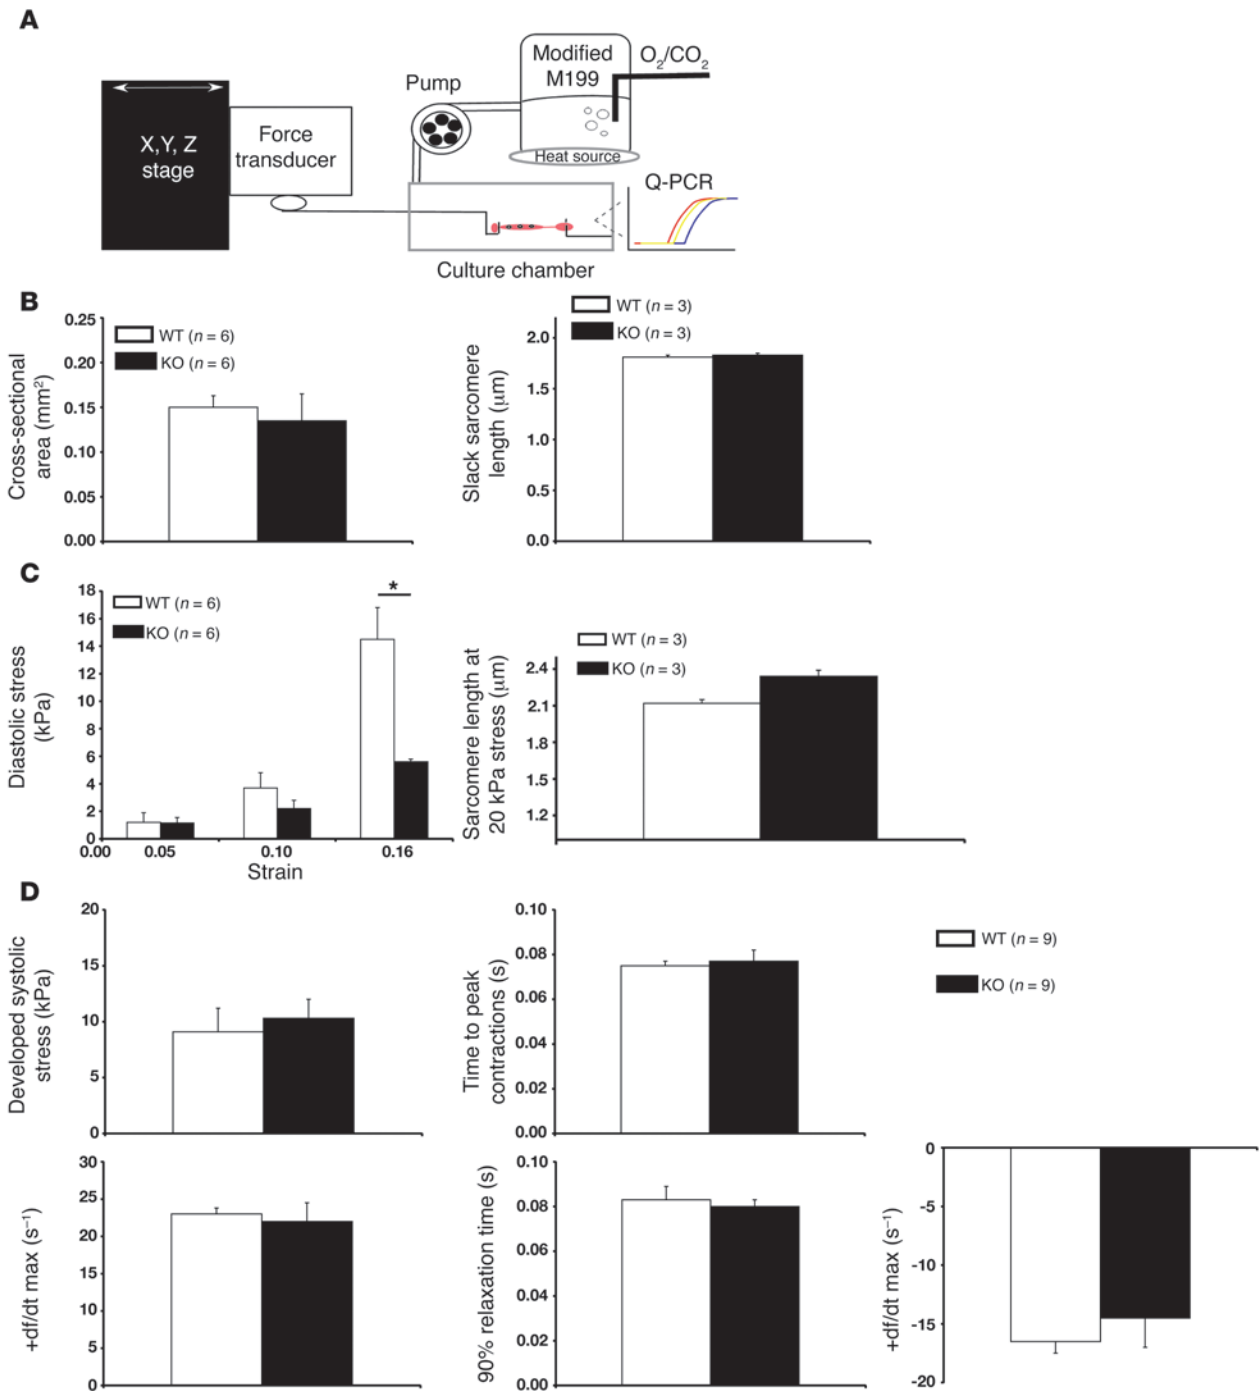 A
X,Y, Z
stage
Force
transducer
Pump
Modified
M199
O2/CO2
Heat source
Q-PCR
Culture chamber
B
Cross-sectional
area (mm²)
0.25
0.20
0.15
0.10
0.05
0.00
WT (n = 6)
KO (n = 6)
Slack sarcomere
length (μm)
2.0
1.5
1.0
0.5
0.0
WT (n = 3)
KO (n = 3)
C
Diastolic stress
(kPa)
18
16
14
12
10
8
6
4
2
0
WT (n = 6)
KO (n = 6)
*
0.00
0.05
0.10
0.16
Strain
Sarcomere length at
20 kPa stress (μm)
2.4
2.1
1.8
1.5
1.2
WT (n = 3)
KO (n = 3)
D
Developed systolic
stress (kPa)
20
15
10
5
0
Time to peak
contractions (s)
0.10
0.08
0.06
0.04
0.02
0.00
WT (n = 9)
KO (n = 9)
+df/dt max (s⁻¹)
30
25
20
15
10
5
0
90% relaxation time (s)
0.10
0.08
0.06
0.04
0.02
0.00
+df/dt max (s⁻¹)
0
-5
-10
-15
-20